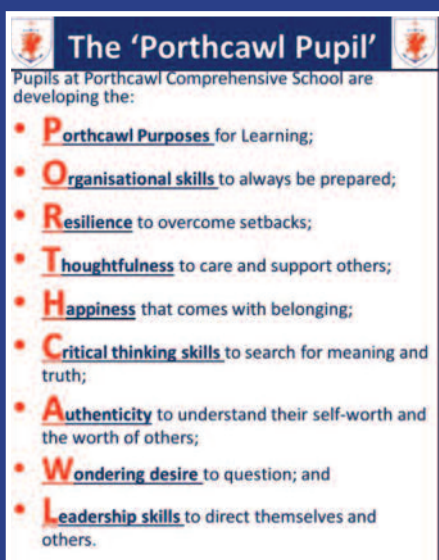 The 'Porthcawl Pupil'
Pupils at Porthcawl Comprehensive School are
developing the:
• Porthcawl Purposes for Learning;
• Organisational skills to always be prepared;
• Resilience to overcome setbacks;
• Thoughtfulness to care and support others;
• Happiness that comes with belonging;
• Critical thinking skills to search for meaning and
truth;
• Authenticity to understand their self-worth and
the worth of others;
• Wondering desire to question; and
• Leadership skills to direct themselves and
others.